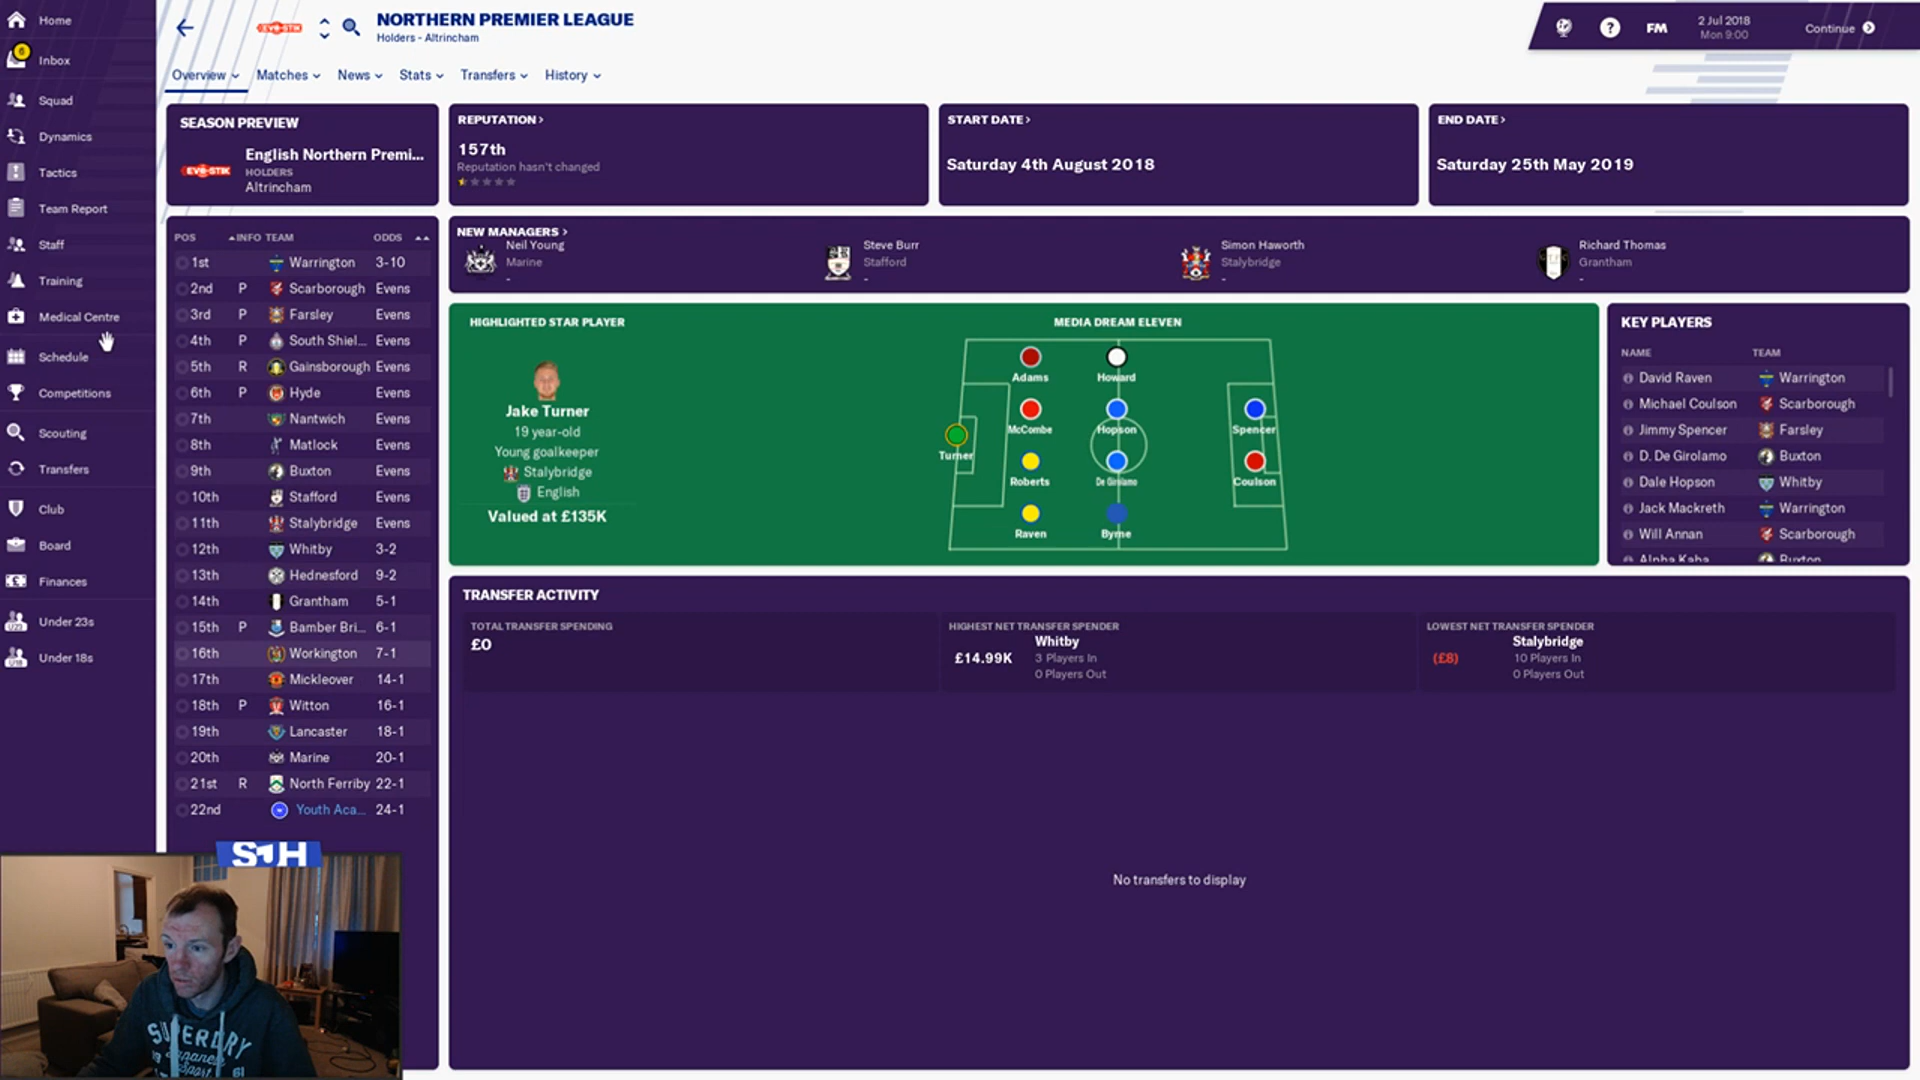 Home
Inbox
6
Squad
Dynamics
Tactics
Team Report
Staff
Training
Medical Centre
Schedule
Competitions
Scouting
Transfers
Club
Board
Finances
Under 23s
Under 18s
EVO-STIK
NORTHERN PREMIER LEAGUE
Holders - Altrincham
FM
2 Jul 2018
Mon 9:00
Continue
Overview
Matches
News
Stats
Transfers
History
SEASON PREVIEW
EVO-STIK
English Northern Premi...
HOLDERS
Altrincham
REPUTATION
157th
Reputation hasn't changed
START DATE
Saturday 4th August 2018
END DATE
Saturday 25th May 2019
POS INFO TEAM ODDS
1st Warrington 3-10
2nd P Scarborough Evens
3rd P Farsley Evens
4th P South Shiel... Evens
5th R Gainsborough Evens
6th P Hyde Evens
7th Nantwich Evens
8th Matlock Evens
9th Buxton Evens
10th Stafford Evens
11th Stalybridge Evens
12th Whitby 3-2
13th Hednesford 9-2
14th Grantham 5-1
15th P Bamber Bri... 6-1
16th Workington 7-1
17th Mickleover 14-1
18th P Witton 16-1
19th Lancaster 18-1
20th Marine 20-1
21st R North Ferriby 22-1
22nd Youth Aca... 24-1
NEW MANAGERS
Neil Young
Marine
-
Steve Burr
Stafford
-
Simon Haworth
Stalybridge
-
Richard Thomas
Grantham
-
HIGHLIGHTED STAR PLAYER
Jake Turner
19 year-old
Young goalkeeper
Stalybridge
English
Valued at £135K
MEDIA DREAM ELEVEN
Adams
Howard
McCombe
Hopson
Spencer
Turner
Roberts
De Girolamo
Coulson
Raven
Byrne
KEY PLAYERS
NAME TEAM
David Raven Warrington
Michael Coulson Scarborough
Jimmy Spencer Farsley
D. De Girolamo Buxton
Dale Hopson Whitby
Jack Mackreth Warrington
Will Annan Scarborough
Alpha Kaba Buxton
TRANSFER ACTIVITY
TOTAL TRANSFER SPENDING
£0
HIGHEST NET TRANSFER SPENDER
£14.99K
Whitby
3 Players In
0 Players Out
LOWEST NET TRANSFER SPENDER
(£8)
Stalybridge
10 Players In
0 Players Out
No transfers to display
SJH
SUPERDRY